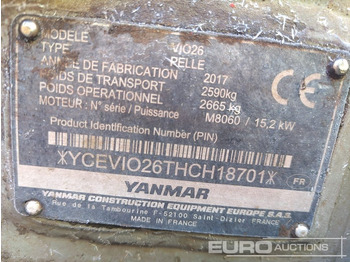 MODELE VIO26
TYPE PELLE
ANNEE DE FABRICATION 2017
POIDS DE TRANSPORT 2590kg
POIDS OPERATIONNEL 2665 kg
MOTEUR : N° série / Puissance M8060 / 15,2 kW
Product Identification Number (PIN)
*YCEVIO26THCH18701*
FR
YANMAR
YANMAR CONSTRUCTION EQUIPMENT EUROPE S.A.S.
Rue de la Tambourine F-52100 Saint-Dizier FRANCE
MADE IN FRANCE
CE
EURO AUCTIONS